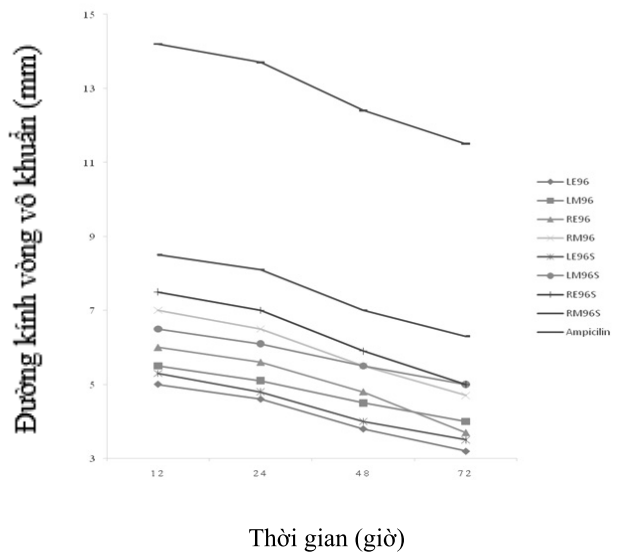 Đường kính vòng vô khuẩn (mm)
15
13
11
9
7
5
3
12
24
48
72
LE96
LM96
RE96
RM96
LE96S
LM96S
RE96S
RM96S
Ampicilin
Thời gian (giờ)